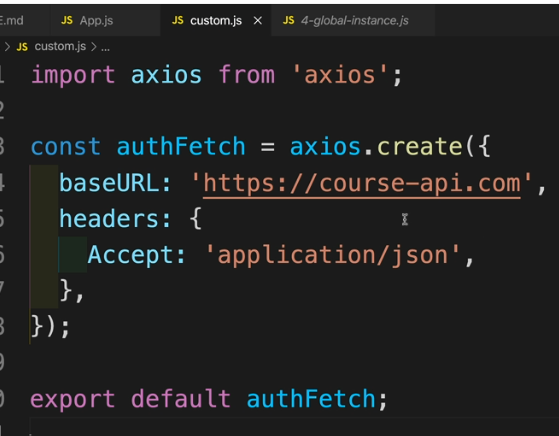 E.md JS App.js JS custom.js × JS 4-global-instance.js
> JS custom.js > ...
1 import axios from 'axios';
2
3 const authFetch = axios.create({
4 baseURL: 'https://course-api.com',
5 headers: {
6 Accept: 'application/json',
7 },
8 });
9
0 export default authFetch;